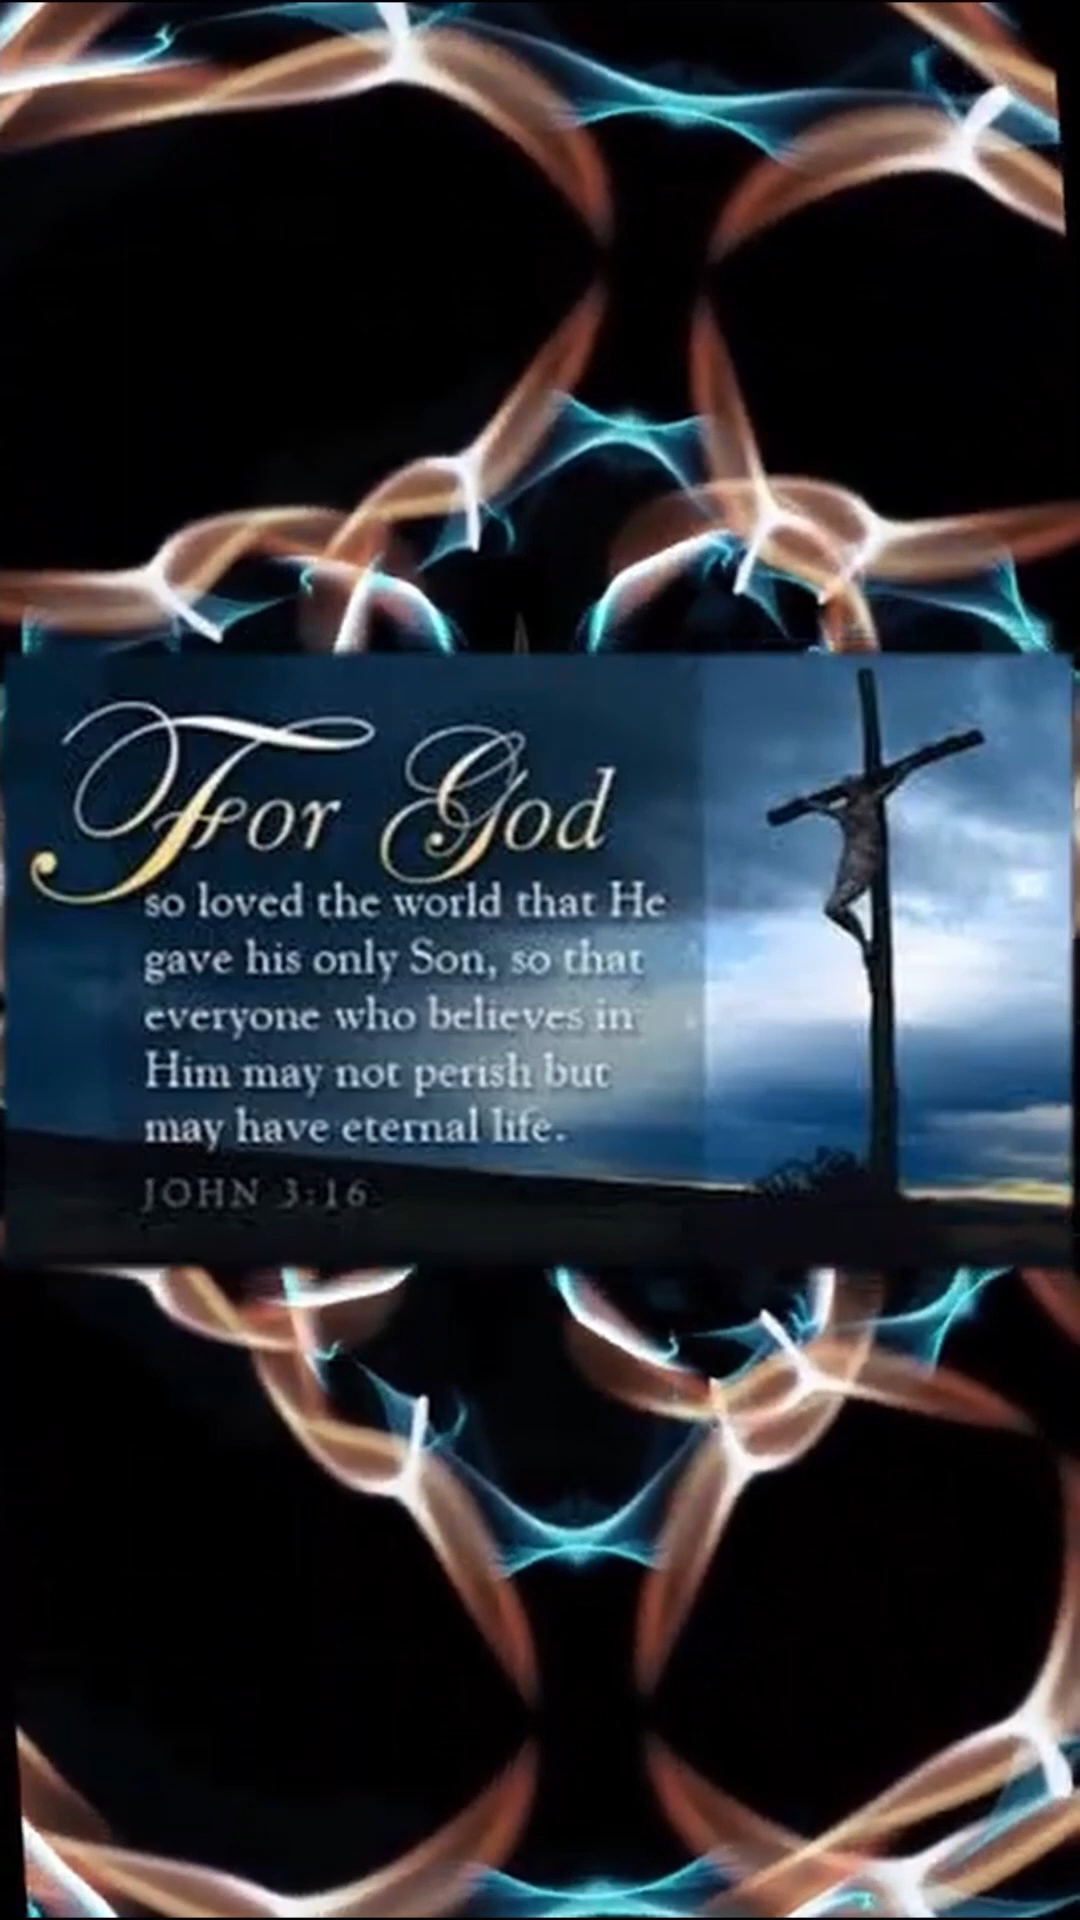 For God
so loved the world that He
gave his only Son, so that
everyone who believes in
Him may not perish but
may have eternal life.
JOHN 3:16